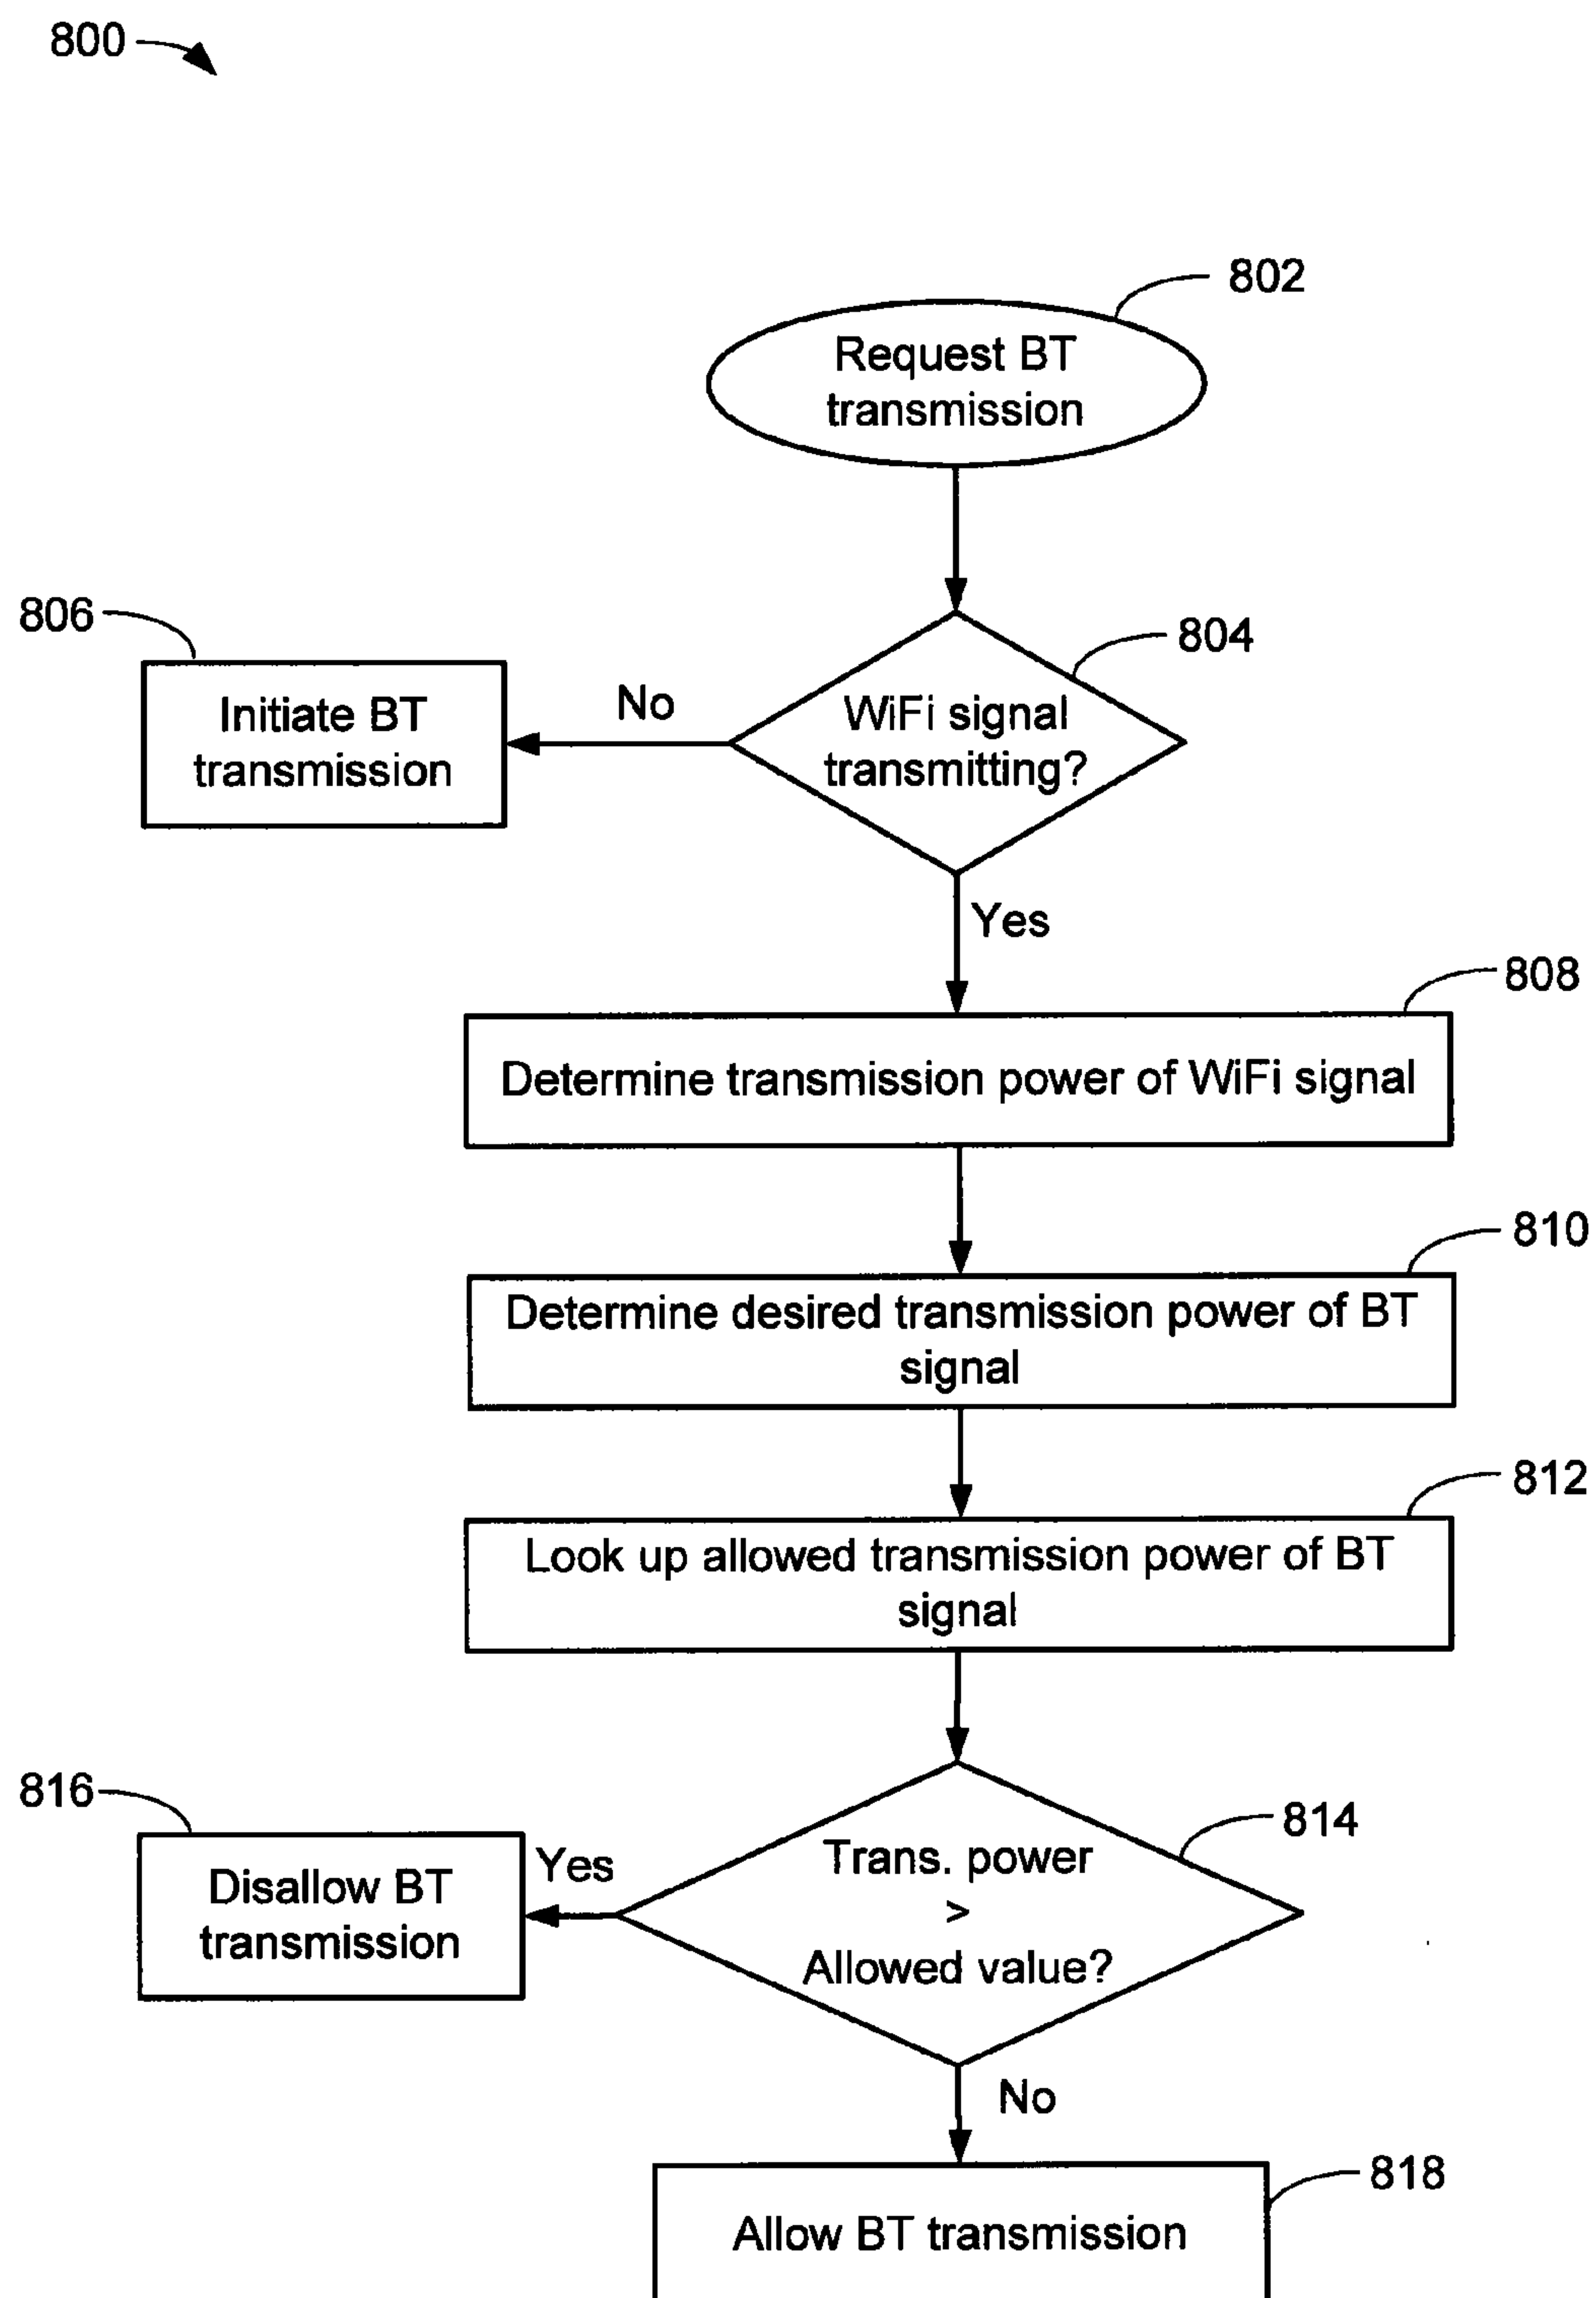 800
802
Request BT
transmission
806
804
Initiate BT
transmission
No
WiFi signal
transmitting?
Yes
808
Determine transmission power of WiFi signal
810
Determine desired transmission power of BT
signal
812
Look up allowed transmission power of BT
signal
816
814
Disallow BT
transmission
Yes
Trans. power
>
Allowed value?
No
818
Allow BT transmission